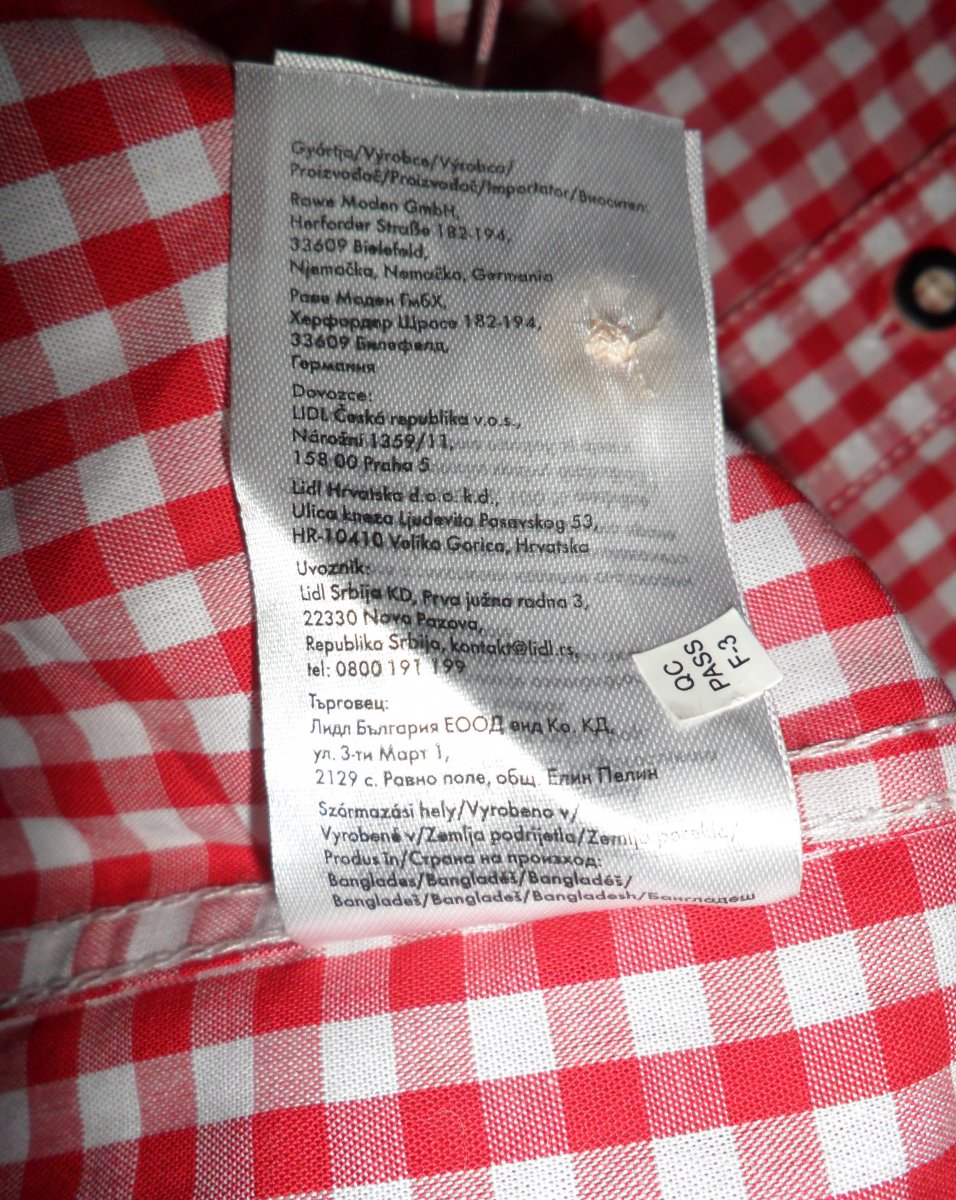 Gyártja/Výrobce/Výrobca/
Proizvođač/Proizvođač/Importator/Вносител:
Rawe Moden GmbH,
Herforder Straße 182-194,
33609 Bielefeld,
Njemačka, Nemačka, Germania
Раве Моден ГмбХ,
Херфордер Щрасе 182-194,
33609 Билефелд,
Германия
Dovozce:
LIDL Česká republika v.o.s.,
Nárožní 1359/11,
158 00 Praha 5
Lidl Hrvatska d.o.o. k.d.,
Ulica kneza Ljudevita Posavskog 53,
HR-10410 Velika Gorica, Hrvatska
Uvoznik:
Lidl Srbija KD, Prva južna radna 3,
22330 Nova Pazova,
Republika Srbija, kontakt@lidl.rs,
tel: 0800 191 199
Търговец:
Лидл България ЕООД енд Ко. КД,
ул. 3-ти Март 1,
2129 с. Равно поле, общ. Елин Пелин
Származási hely/Vyrobeno v/
Vyrobené v/Zemlja podrijetla/Zemlja porekla/
Produs în/Страна на произход:
Banglades/Bangladéš/Bangladéš/
Bangladeš/Bangladeš/Bangladesh/Бангладеш
QC
PASS
F-3